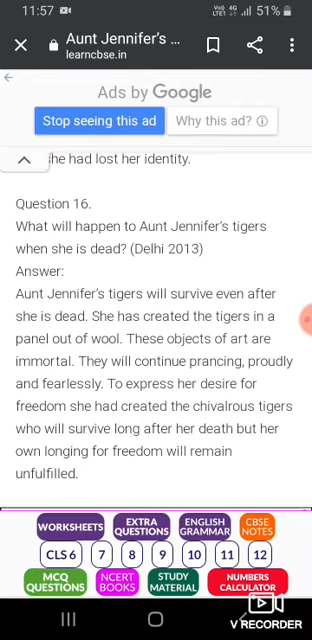 11:57
Vo) 4G
LTE1
51%
Aunt Jennifer's ...
learncbse.in
Ads by Google
Stop seeing this ad
Why this ad?
she had lost her identity.
Question 16.
What will happen to Aunt Jennifer's tigers
when she is dead? (Delhi 2013)
Answer:
Aunt Jennifer's tigers will survive even after
she is dead. She has created the tigers in a
panel out of wool. These objects of art are
immortal. They will continue prancing, proudly
and fearlessly. To express her desire for
freedom she had created the chivalrous tigers
who will survive long after her death but her
own longing for freedom will remain
unfulfilled.
WORKSHEETS
EXTRA QUESTIONS
ENGLISH GRAMMAR
CBSE NOTES
CLS 6 7 8 9 10 11 12
MCQ QUESTIONS
NCERT BOOKS
STUDY MATERIAL
NUMBERS CALCULATOR
V RECORDER